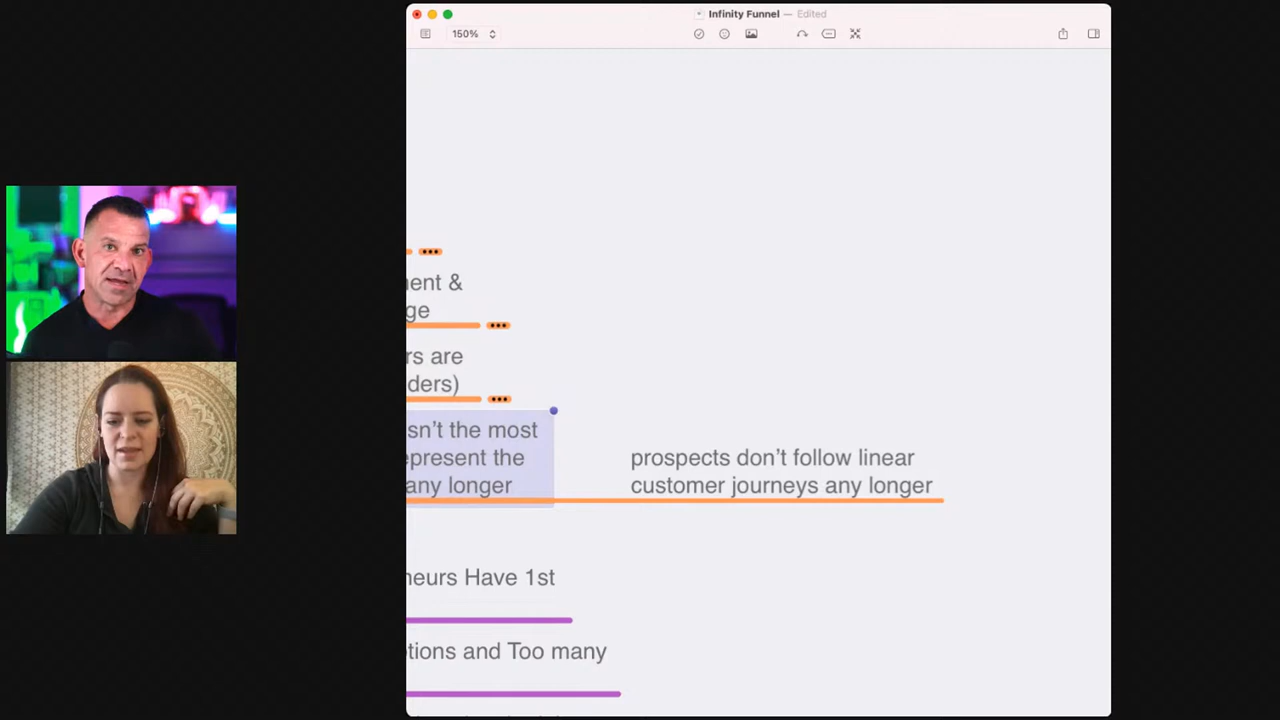 Infinity Funnel — Edited
150%
ent &
ge
rs are
ders)
sn't the most
present the
any longer
prospects don't follow linear
customer journeys any longer
neurs Have 1st
tions and Too many